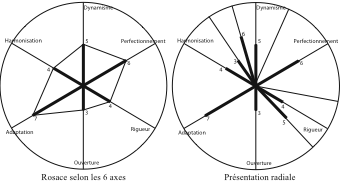 Dynamisme
Harmonisation
5
Perfectionnement
4
6
7
4
3
Adaptation
Rigueur
Ouverture
Rosace selon les 6 axes
Dynamisme
6
Harmonisation
5
Perfectionnement
3
4
6
7
4
3
5
Adaptation
Rigueur
Ouverture
Présentation radiale